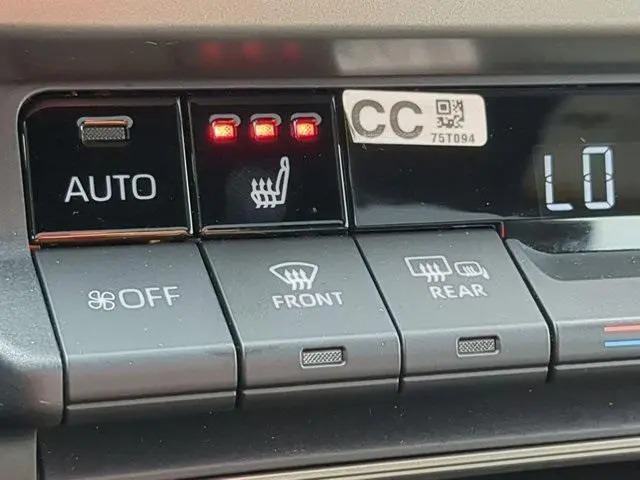 CC
75T094
LO
AUTO
OFF
FRONT
REAR